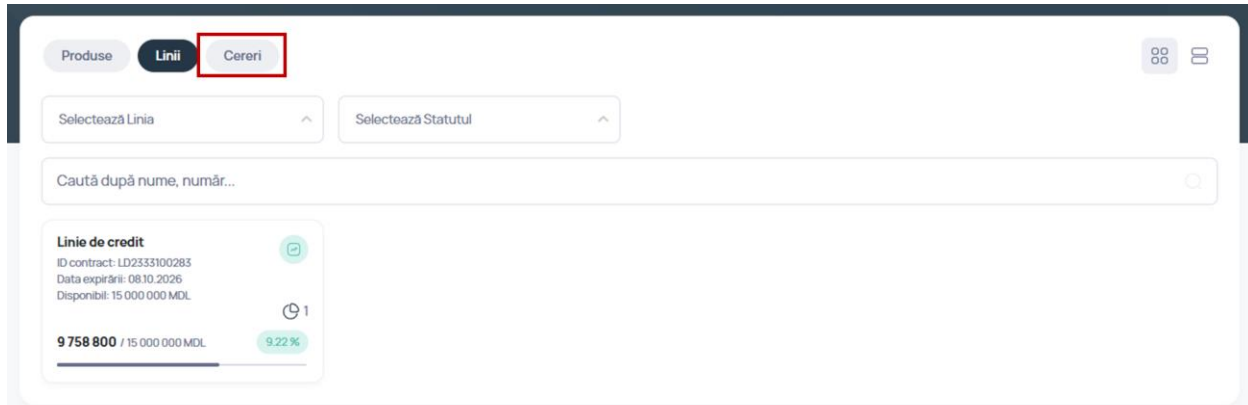 Produse Linii Cereri
Selectează Linia Selectează Statutul
Caută după nume, număr...
Linie de credit
ID contract: LD2333100283
Data expirării: 08.10.2026
Disponibil: 15 000 000 MDL
1
9 758 800 / 15 000 000 MDL 9.22 %